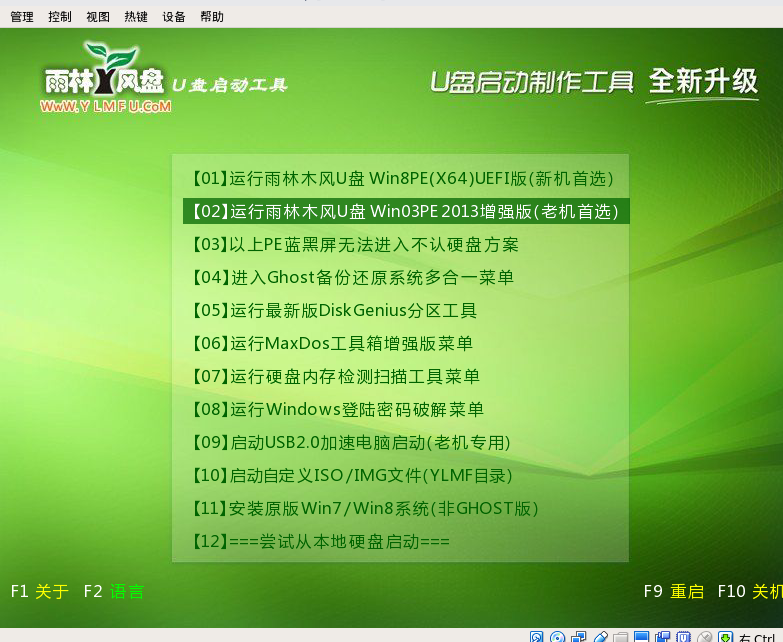 管理 控制 视图 热键 设备 帮助
雨林木风盘 U盘启动工具
WwW.YLMFU.CoM
U盘启动制作工具 全新升级
【01】运行雨林木风U盘 Win8PE(X64)UEFI版(新机首选)
【02】运行雨林木风U盘 Win03PE 2013增强版(老机首选)
【03】以上PE蓝黑屏无法进入不认硬盘方案
【04】进入Ghost备份还原系统多合一菜单
【05】运行最新版DiskGenius分区工具
【06】运行MaxDos工具箱增强版菜单
【07】运行硬盘内存检测扫描工具菜单
【08】运行Windows登陆密码破解菜单
【09】启动USB2.0加速电脑启动(老机专用)
【10】启动自定义ISO/IMG文件(YLMF目录)
【11】安装原版Win7/Win8系统(非GHOST版)
【12】===尝试从本地硬盘启动===
F1 关于 F2 语言 F9 重启 F10 关机
右 Ctrl